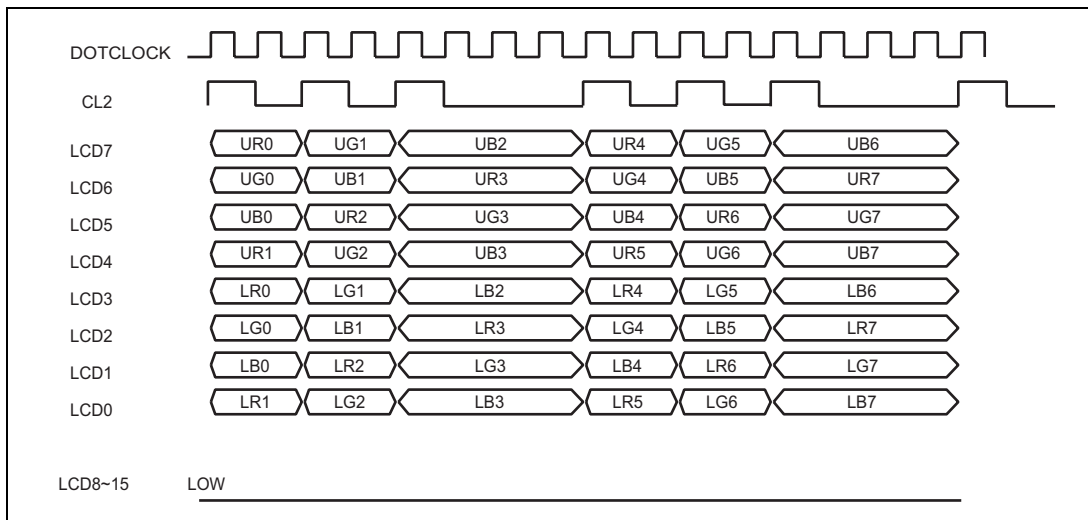 DOTCLOCK
CL2
LCD7 UR0 UG1 UB2 UR4 UG5 UB6
LCD6 UG0 UB1 UR3 UG4 UB5 UR7
LCD5 UB0 UR2 UG3 UB4 UR6 UG7
LCD4 UR1 UG2 UB3 UR5 UG6 UB7
LCD3 LR0 LG1 LB2 LR4 LG5 LB6
LCD2 LG0 LB1 LR3 LG4 LB5 LR7
LCD1 LB0 LR2 LG3 LB4 LR6 LG7
LCD0 LR1 LG2 LB3 LR5 LG6 LB7
LCD8~15 LOW